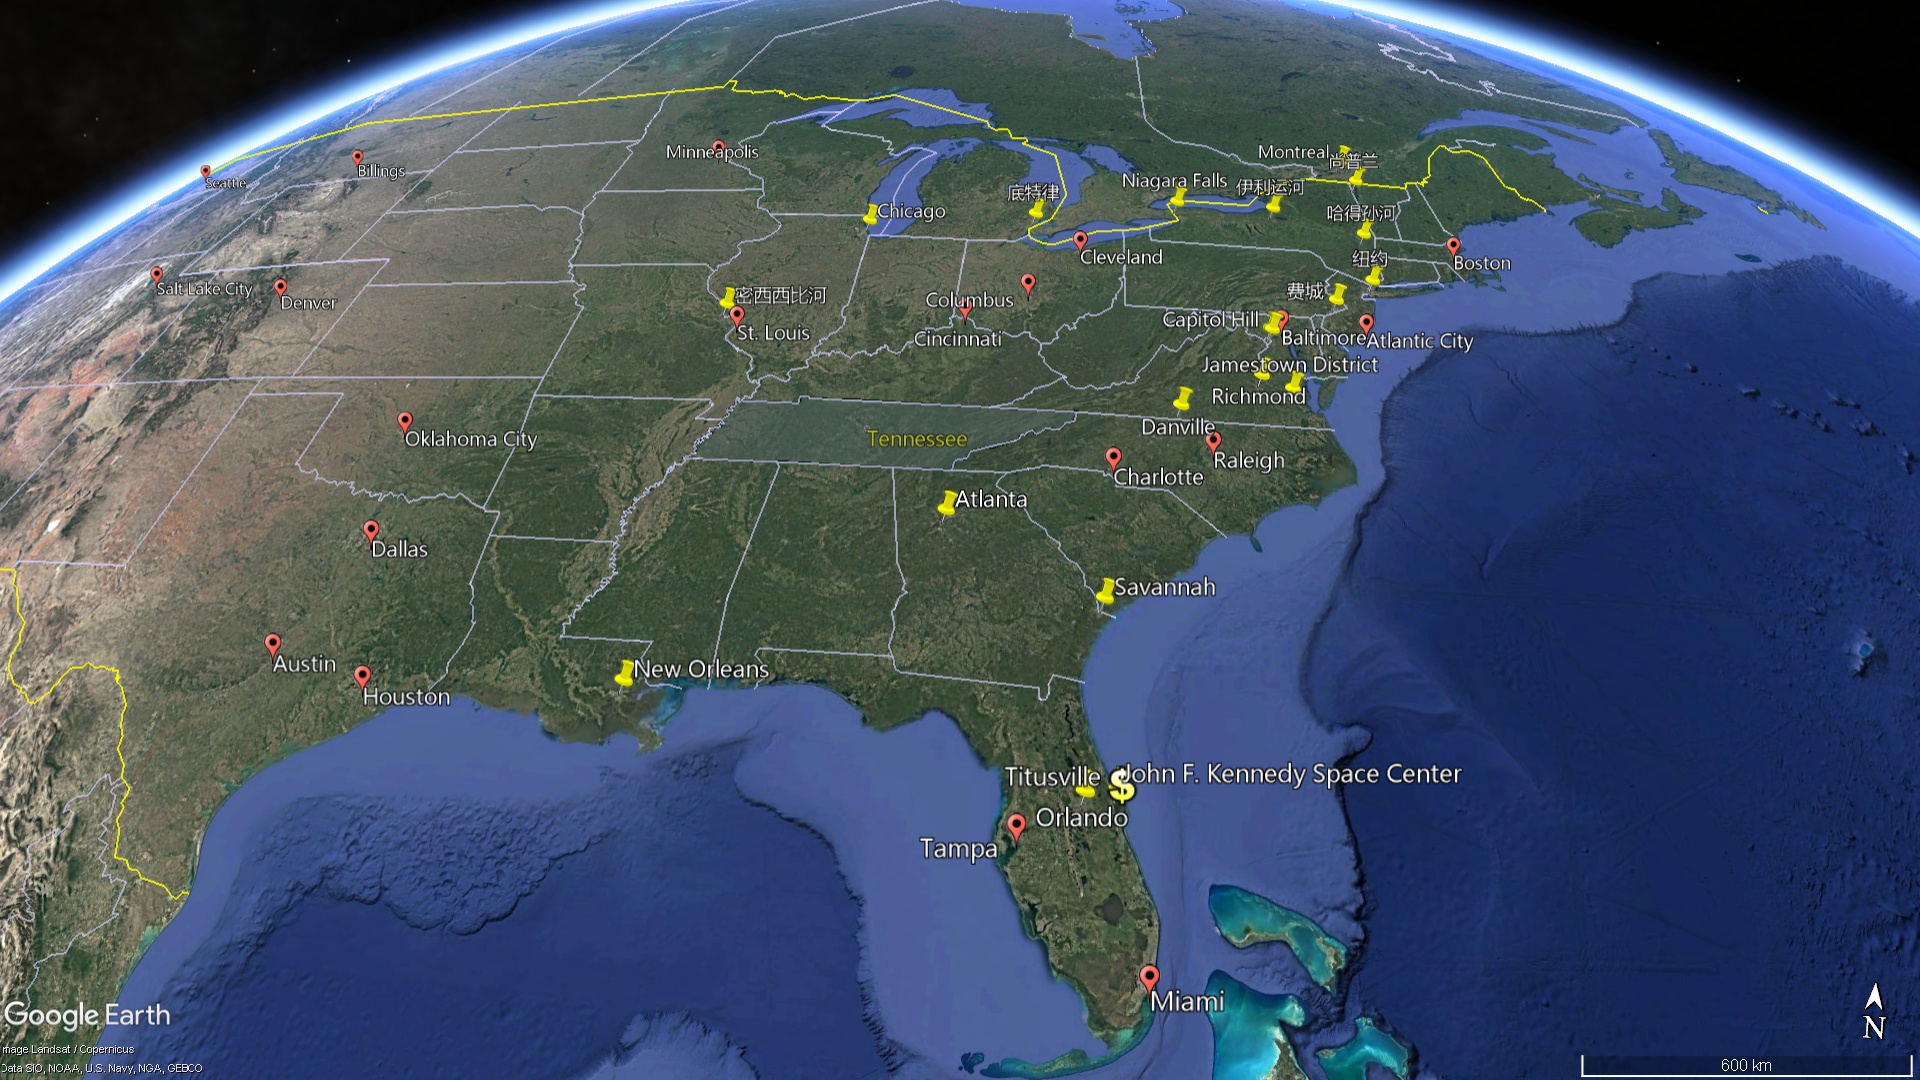 Minneapolis
Montreal
尚普兰
Billings
Seattle
Niagara Falls
伊利运河
底特律
Chicago
哈得孙河
Cleveland
纽约
Boston
Salt Lake City
Denver
密西西比河
Columbus
费城
St. Louis
Cincinnati
Capitol Hill
Baltimore
Atlantic City
Jamestown District
Richmond
Danville
Oklahoma City
Tennessee
Raleigh
Charlotte
Atlanta
Dallas
Savannah
Austin
New Orleans
Houston
Titusville
$
John F. Kennedy Space Center
Orlando
Tampa
Miami
Google Earth
N
mage Landsat / Copernicus
Data SIO, NOAA, U.S. Navy, NGA, GEBCO
600 km